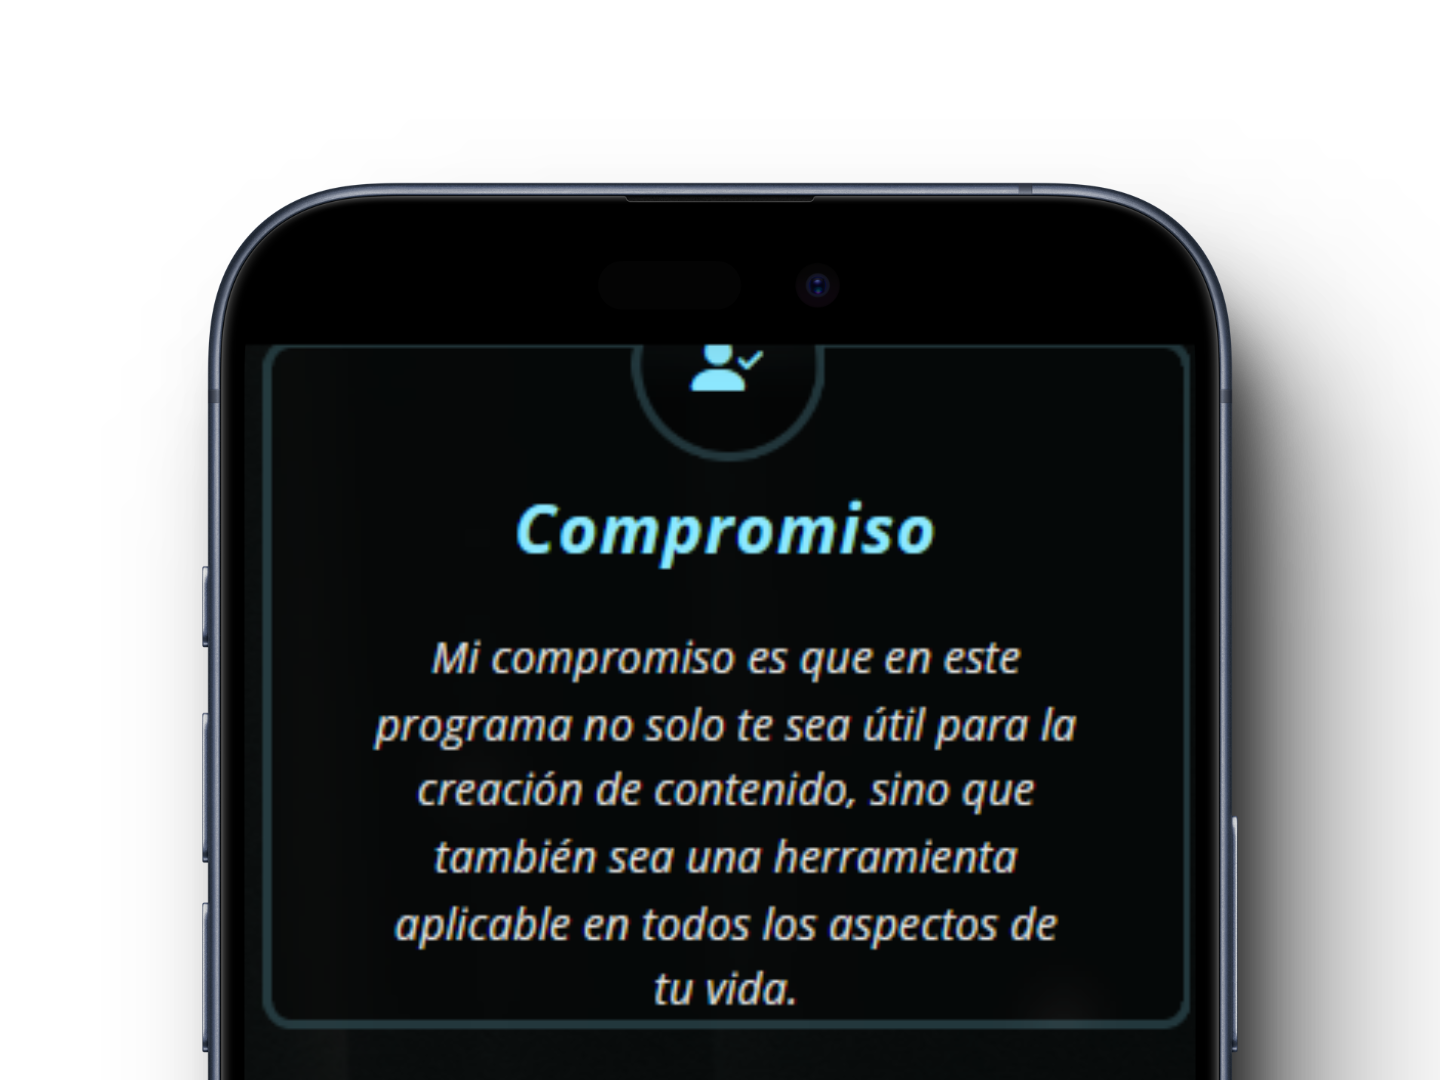 Compromiso
Mi compromiso es que en este
programa no solo te sea útil para la
creación de contenido, sino que
también sea una herramienta
aplicable en todos los aspectos de
tu vida.